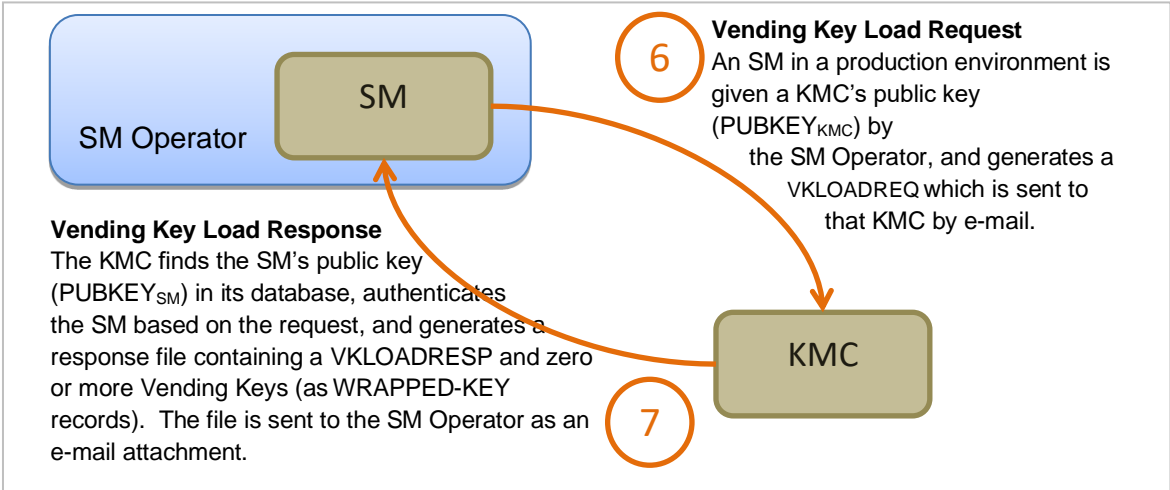 SM
SM Operator
6
Vending Key Load Request
An SM in a production environment is
given a KMC’s public key
(PUBKEYKMC) by
the SM Operator, and generates a
VKLOADREQ which is sent to
that KMC by e-mail.
Vending Key Load Response
The KMC finds the SM’s public key
(PUBKEYSM) in its database, authenticates
the SM based on the request, and generates a
response file containing a VKLOADRESP and zero
or more Vending Keys (as WRAPPED-KEY
records).  The file is sent to the SM Operator as an
e-mail attachment.
KMC
7